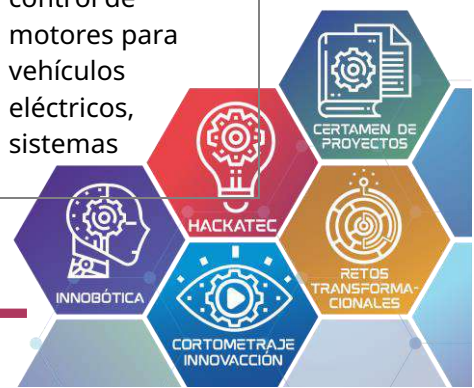 control de
motores para
vehículos
eléctricos,
sistemas
CERTAMEN DE
PROYECTOS
HACKATEC
INNOBÓTICA
RETOS
TRANSFORMA-
CIONALES
CORTOMETRAJE
INNOVACCIÓN